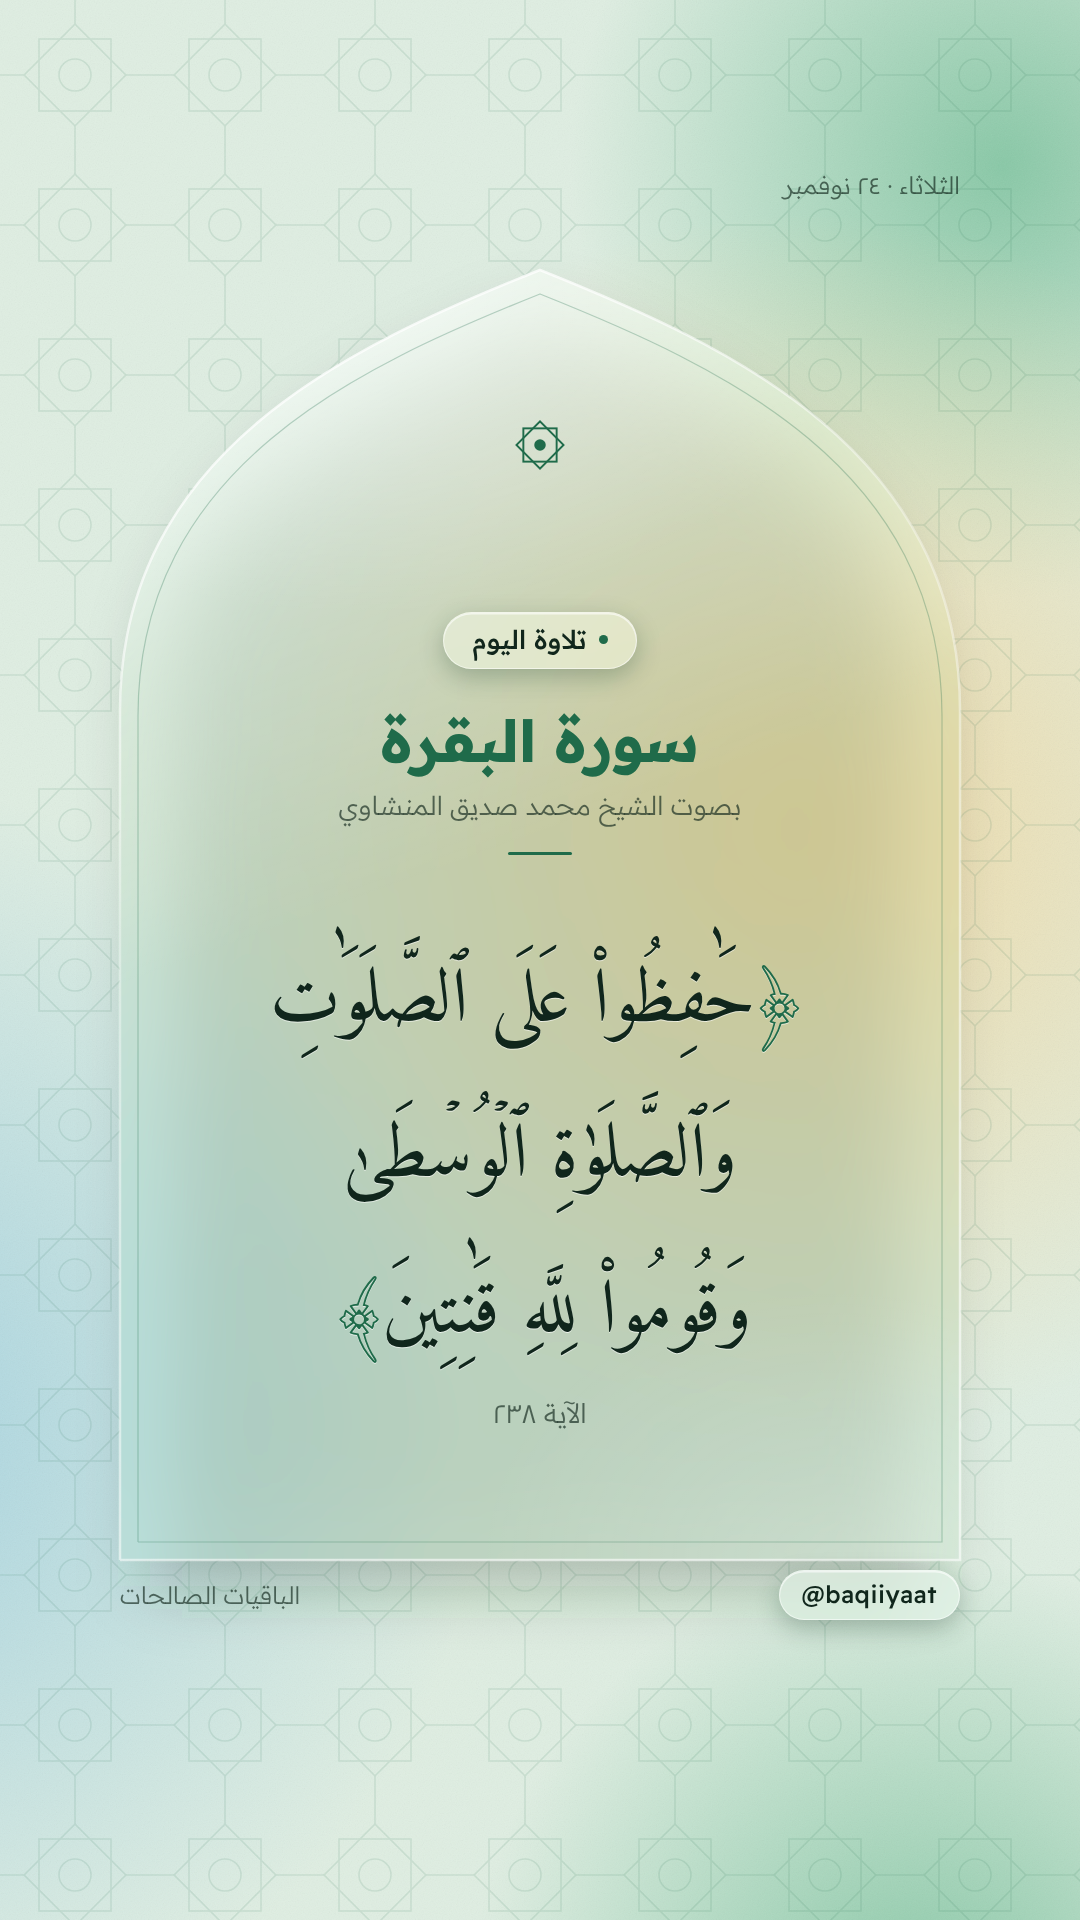 الثلاثاء · ٢٤ نوفمبر
تلاوة اليوم
سورة البقرة
بصوت الشيخ محمد صديق المنشاوي
﴿حَٰفِظُوا۟ عَلَى ٱلصَّلَوَٰتِ
وَٱلصَّلَوٰةِ ٱلْوُسْطَىٰ
وَقُومُوا۟ لِلَّهِ قَٰنِتِينَ﴾
الآية ٢٣٨
@baqiiyaat
الباقيات الصالحات